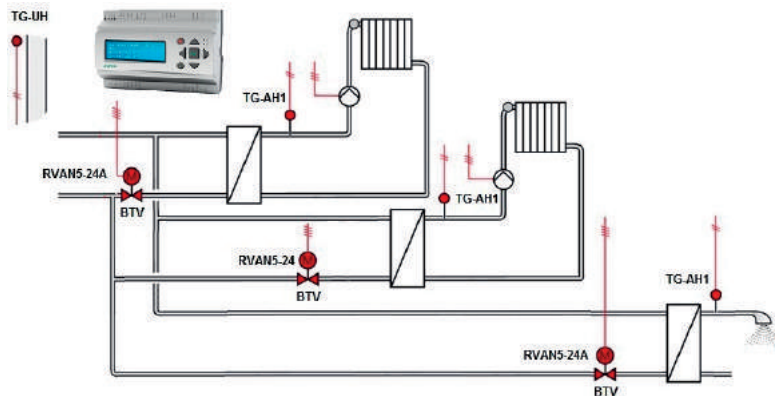 TG-UH
TG-AH1
RVAN5-24A
M
BTV
TG-AH1
RVAN5-24
M
BTV
TG-AH1
RVAN5-24A
M
BTV